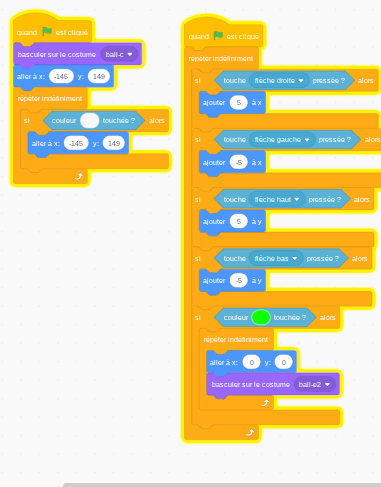 quand est cliqué
basculer sur le costume ball-c
aller à x: -145 y: 149
répéter indéfiniment
si couleur touchée ? alors
aller à x: -145 y: 149
quand est cliqué
répéter indéfiniment
si touche flèche droite pressée ? alors
ajouter 5 à x
si touche flèche gauche pressée ? alors
ajouter -5 à x
si touche flèche haut pressée ? alors
ajouter 5 à y
si touche flèche bas pressée ? alors
ajouter -5 à y
si couleur touchée ? alors
répéter indéfiniment
aller à x: 0 y: 0
basculer sur le costume ball-e2